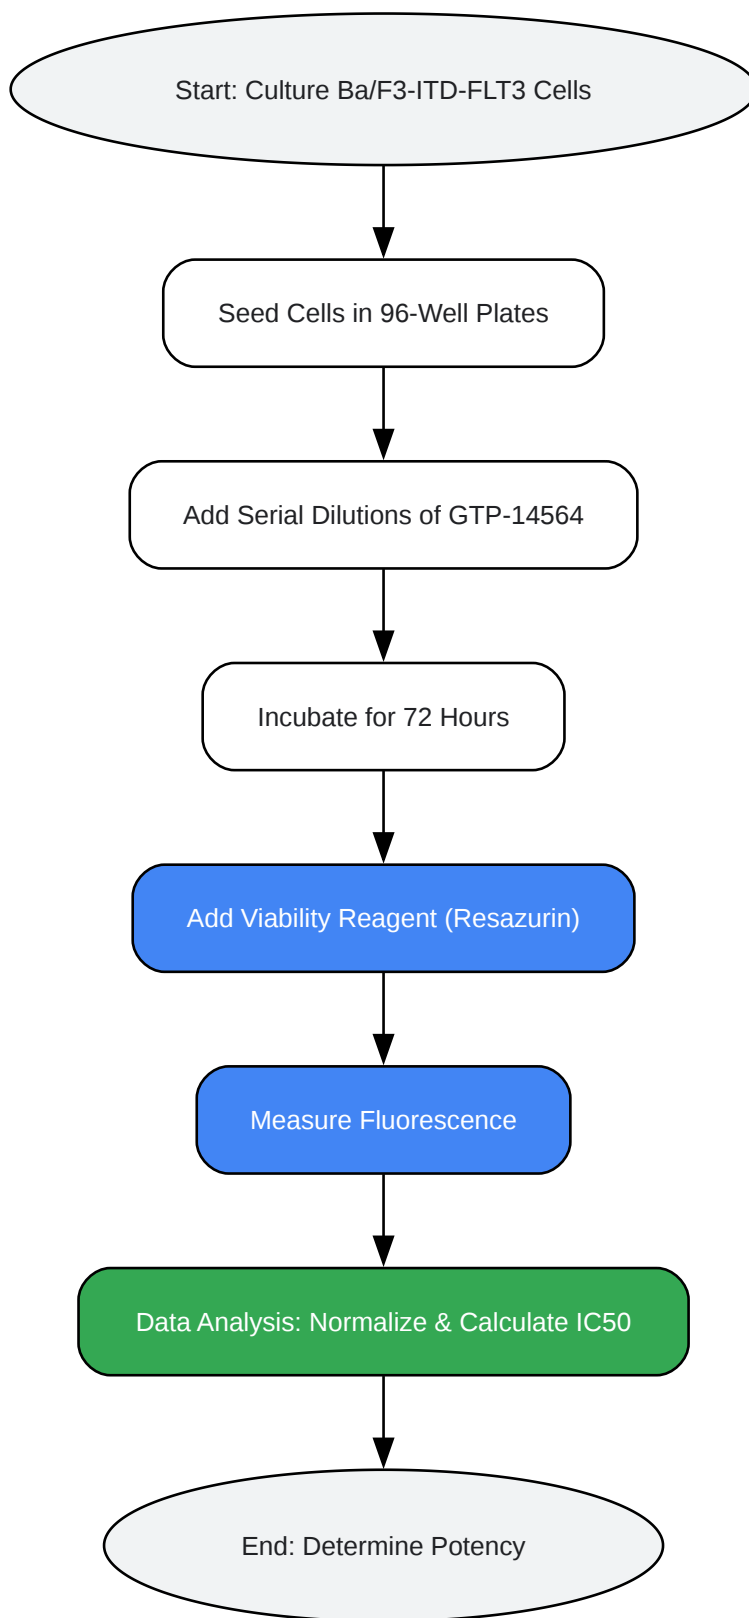 Start: Culture Ba/F3-ITD-FLT3 Cells
Seed Cells in 96-Well Plates
Add Serial Dilutions of GTP-14564
Incubate for 72 Hours
Add Viability Reagent (Resazurin)
Measure Fluorescence
Data Analysis: Normalize & Calculate IC50
End: Determine Potency